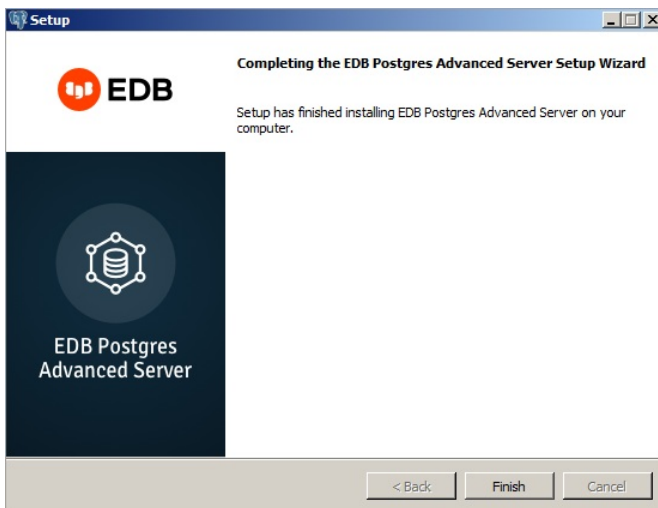 Setup
EDB
Completing the EDB Postgres Advanced Server Setup Wizard
Setup has finished installing EDB Postgres Advanced Server on your
computer.
EDB Postgres
Advanced Server
< Back
Finish
Cancel